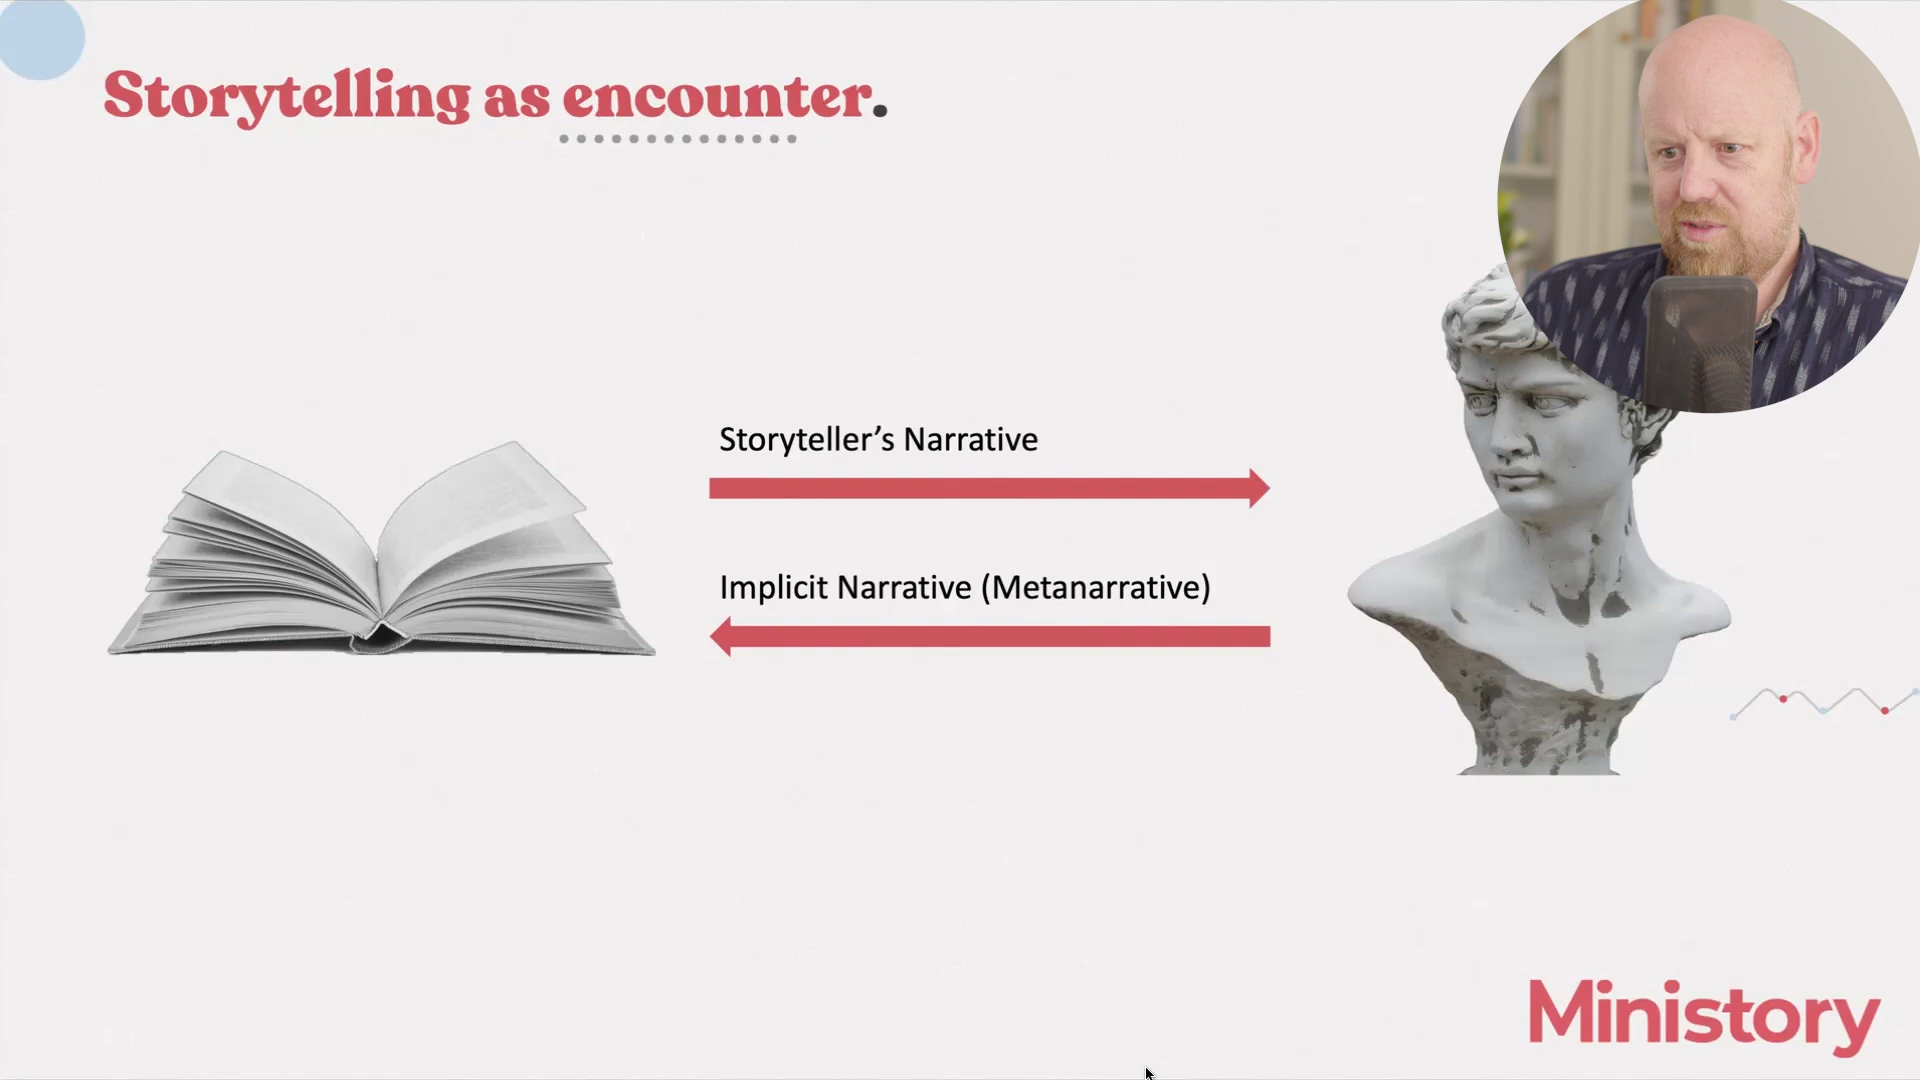 Storytelling as encounter.
Storyteller’s Narrative
Implicit Narrative (Metanarrative)
Ministory